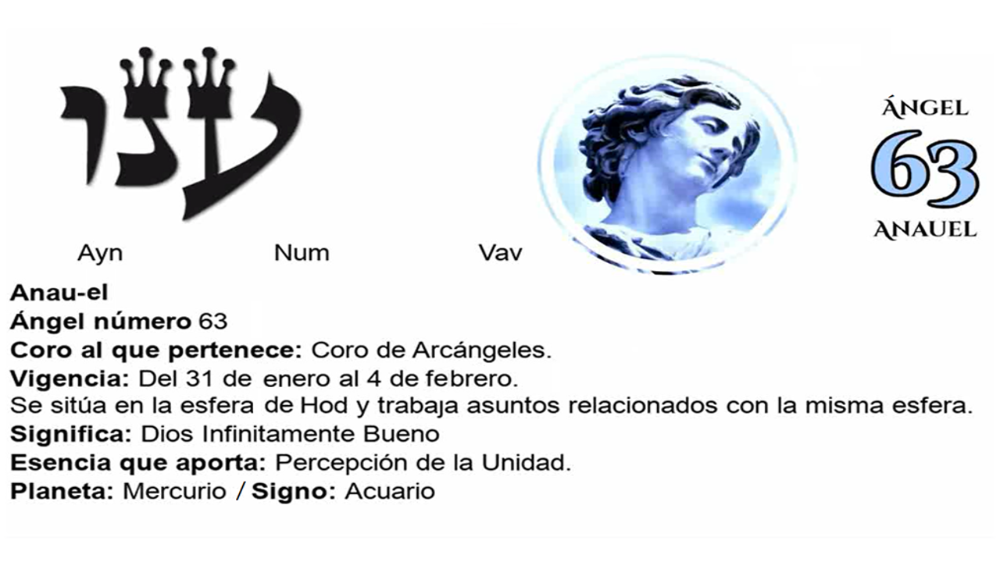 ענו
ÁNGEL
63
ANAUEL
Ayn Num Vav
Anau-el
Ángel número 63
Coro al que pertenece: Coro de Arcángeles.
Vigencia: Del 31 de enero al 4 de febrero.
Se sitúa en la esfera de Hod y trabaja asuntos relacionados con la misma esfera.
Significa: Dios Infinitamente Bueno
Esencia que aporta: Percepción de la Unidad.
Planeta: Mercurio / Signo: Acuario